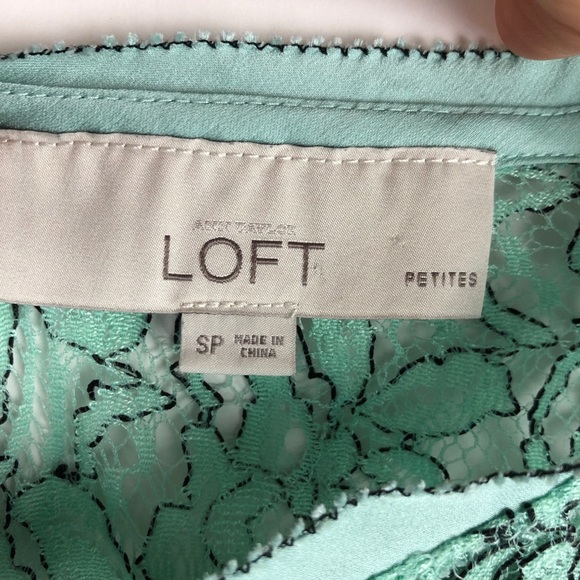 ANN TAYLOR
LOFT
PETITES
SP
MADE IN
CHINA